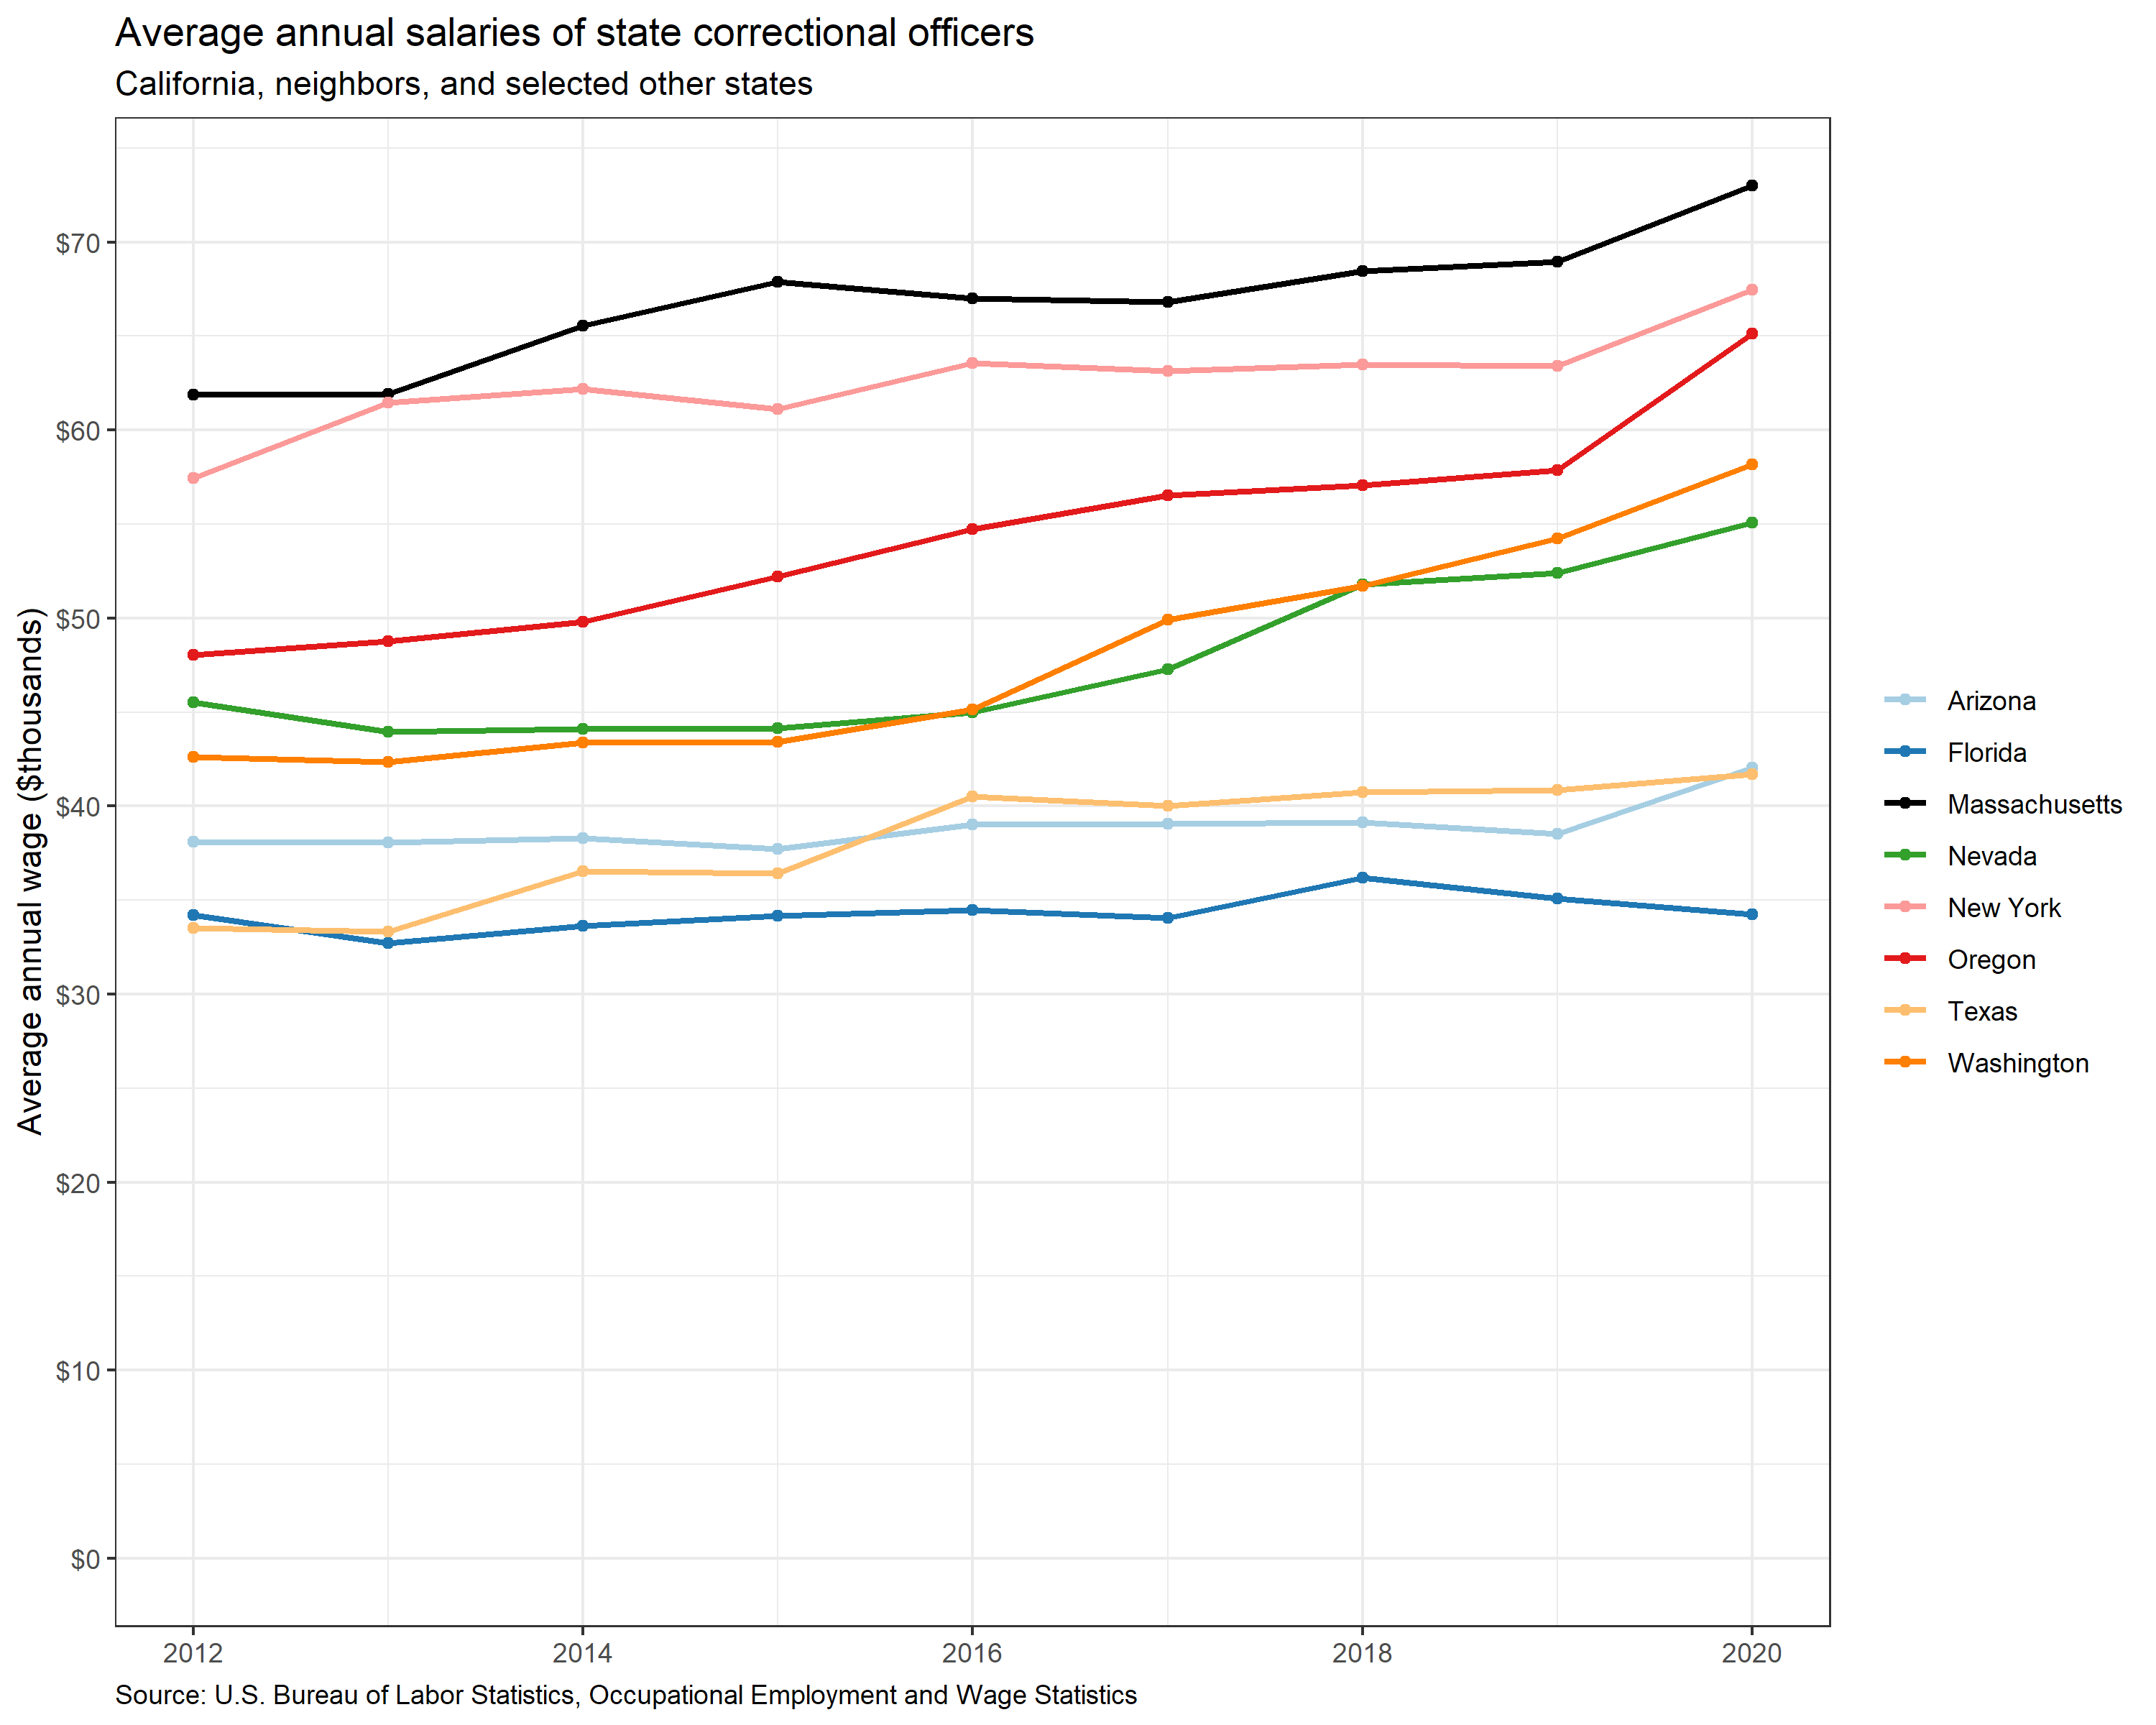 Average annual salaries of state correctional officers
California, neighbors, and selected other states
Average annual wage ($thousands)
$70
$60
$50
$40
$30
$20
$10
$0
2012 2014 2016 2018 2020
Arizona
Florida
Massachusetts
Nevada
New York
Oregon
Texas
Washington
Source: U.S. Bureau of Labor Statistics, Occupational Employment and Wage Statistics